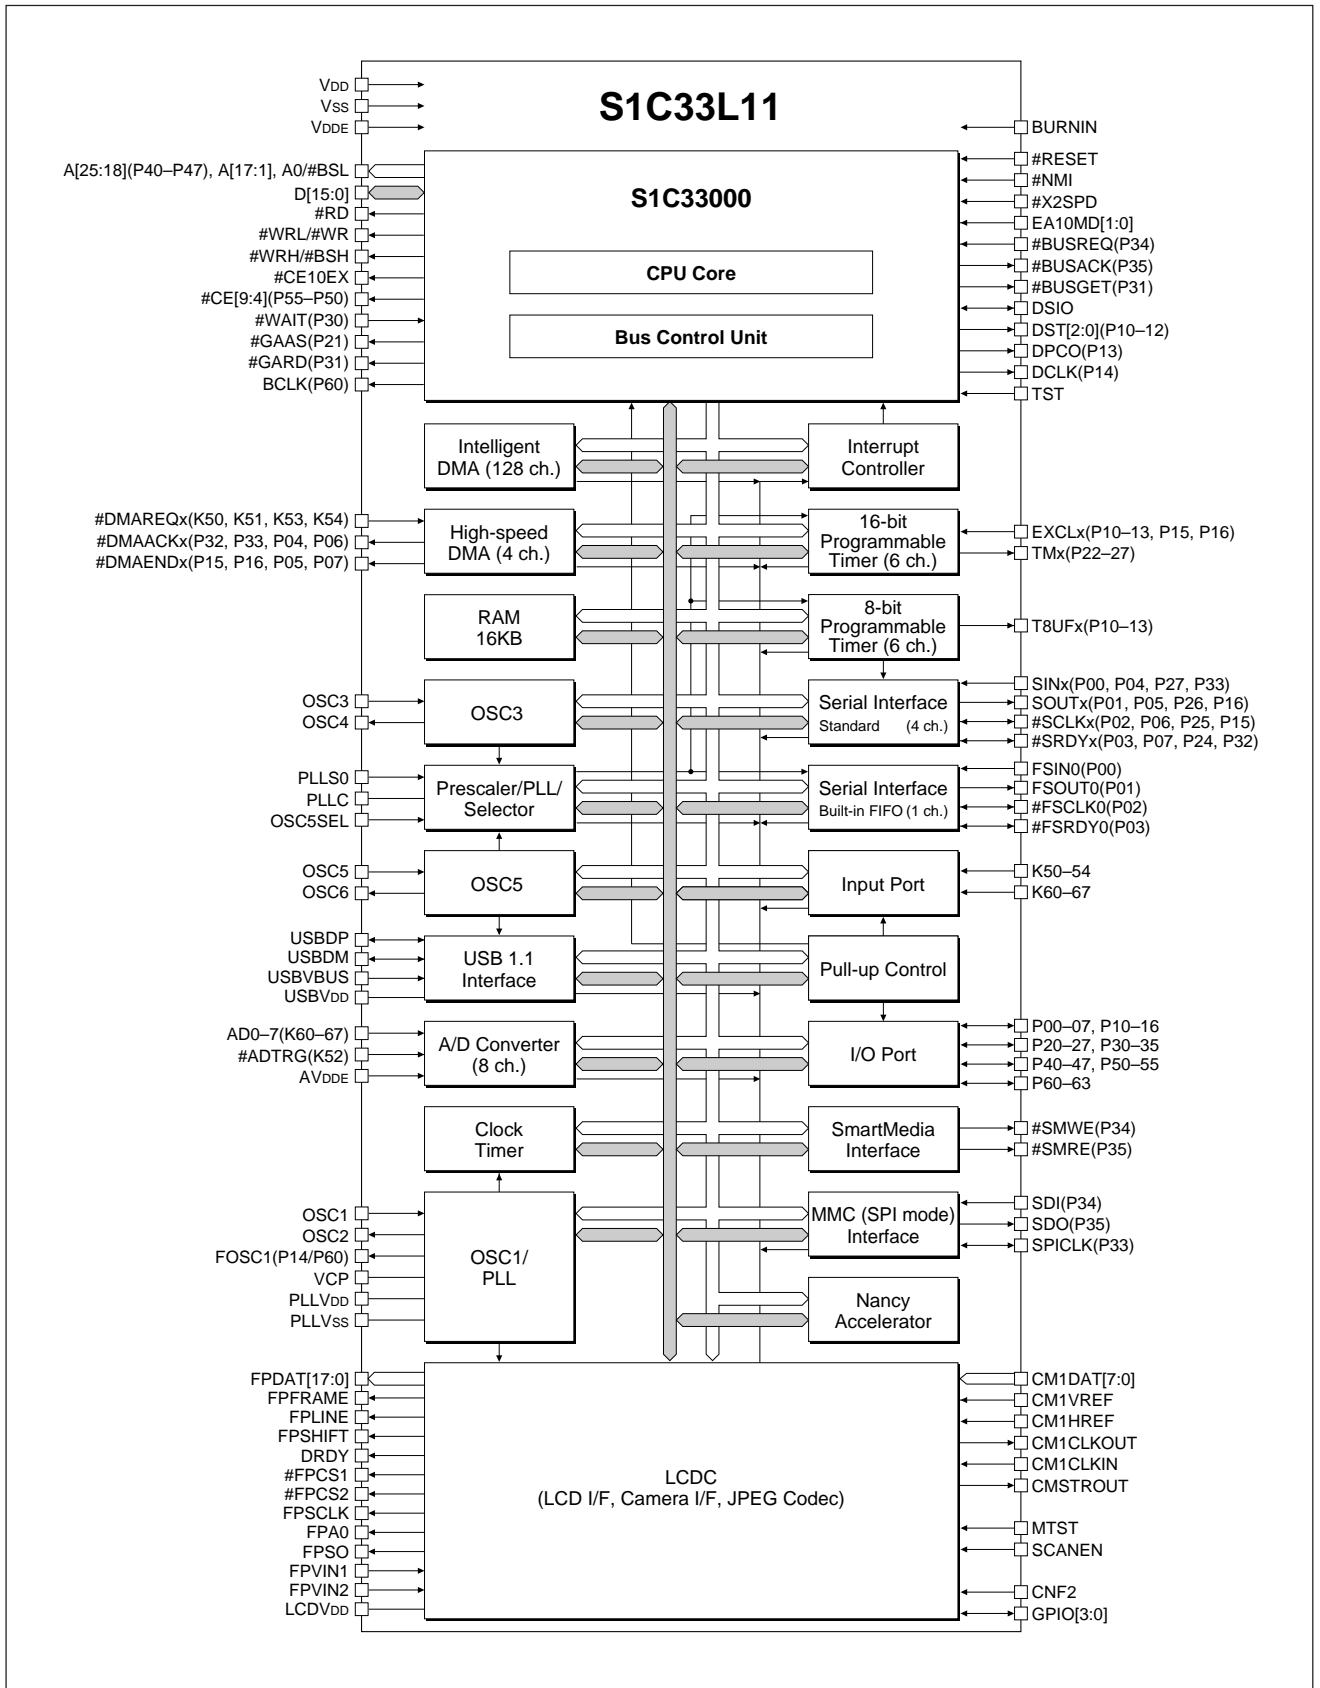 S1C33L11
VDD
VSS
VDDE
BURNIN
A[25:18](P40–P47), A[17:1], A0/#BSL
D[15:0]
#RD
#WRL/#WR
#WRH/#BSH
#CE10EX
#CE[9:4](P55–P50)
#WAIT(P30)
#GAAS(P21)
#GARD(P31)
BCLK(P60)
S1C33000
CPU Core
Bus Control Unit
#RESET
#NMI
#X2SPD
EA10MD[1:0]
#BUSREQ(P34)
#BUSACK(P35)
#BUSGET(P31)
DSIO
DST[2:0](P10–12)
DPCO(P13)
DCLK(P14)
TST
Intelligent
DMA (128 ch.)
Interrupt
Controller
#DMAREQx(K50, K51, K53, K54)
#DMAACKx(P32, P33, P04, P06)
#DMAENDx(P15, P16, P05, P07)
High-speed
DMA (4 ch.)
16-bit
Programmable
Timer (6 ch.)
EXCLx(P10–13, P15, P16)
TMx(P22–27)
RAM
16KB
8-bit
Programmable
Timer (6 ch.)
T8UFx(P10–13)
OSC3
OSC4
OSC3
Serial Interface
Standard (4 ch.)
SINx(P00, P04, P27, P33)
SOUTx(P01, P05, P26, P16)
#SCLKx(P02, P06, P25, P15)
#SRDYx(P03, P07, P24, P32)
PLLS0
PLLC
OSC5SEL
Prescaler/PLL/
Selector
Serial Interface
Built-in FIFO (1 ch.)
FSIN0(P00)
FSOUT0(P01)
#FSCLK0(P02)
#FSRDY0(P03)
OSC5
OSC6
OSC5
Input Port
K50–54
K60–67
USBDP
USBDM
USBVBUS
USBVDD
USB 1.1
Interface
Pull-up Control
AD0–7(K60–67)
#ADTRG(K52)
AVDDE
A/D Converter
(8 ch.)
I/O Port
P00–07, P10–16
P20–27, P30–35
P40–47, P50–55
P60–63
Clock
Timer
SmartMedia
Interface
#SMWE(P34)
#SMRE(P35)
OSC1
OSC2
FOSC1(P14/P60)
VCP
PLLVDD
PLLVSS
OSC1/
PLL
MMC (SPI mode)
Interface
SDI(P34)
SDO(P35)
SPICLK(P33)
Nancy
Accelerator
FPDAT[17:0]
FPFRAME
FPLINE
FPSHIFT
DRDY
#FPCS1
#FPCS2
FPSCLK
FPA0
FPSO
FPVIN1
FPVIN2
LCDVDD
LCDC
(LCD I/F, Camera I/F, JPEG Codec)
CM1DAT[7:0]
CM1VREF
CM1HREF
CM1CLKOUT
CM1CLKIN
CMSTROUT
MTST
SCANEN
CNF2
GPIO[3:0]